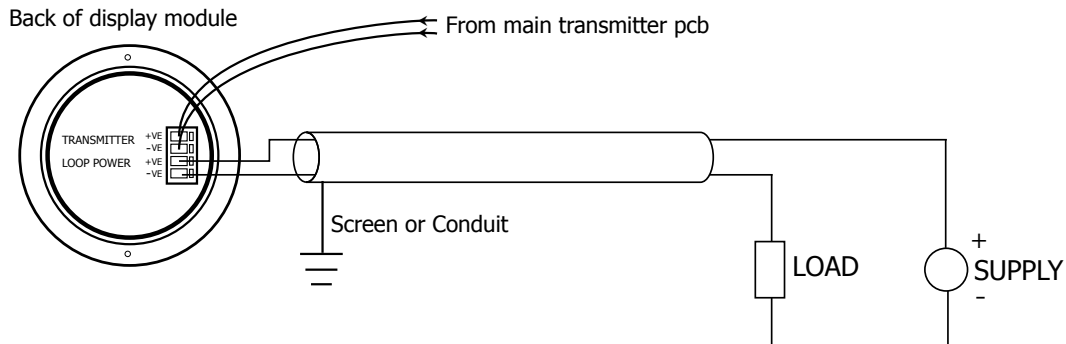 Back of display module
From main transmitter pcb
TRANSMITTER +VE
-VE
LOOP POWER +VE
-VE
Screen or Conduit
LOAD
+
SUPPLY
-